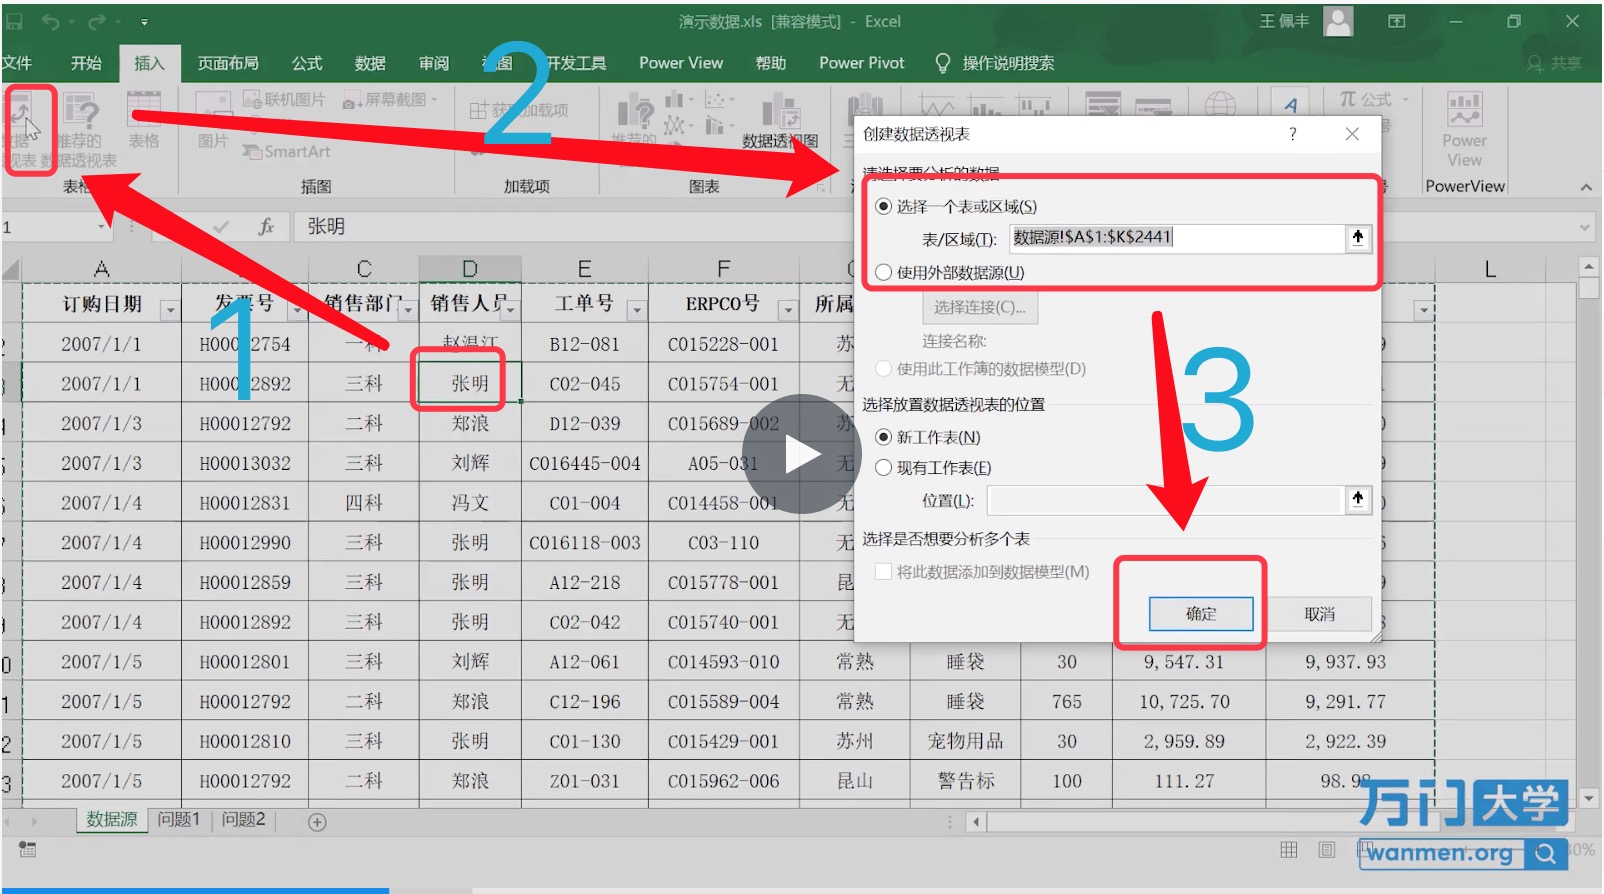 演示数据.xls [兼容模式] - Excel
王佩丰
文件 开始 插入 页面布局 公式 数据 审阅 视图 开发工具 Power View 帮助 Power Pivot 操作说明搜索 共享
数据 推荐的 表格 图片 联机图片 屏幕截图 获取加载项 推荐的 数据透视图 公式 Power
视表 数据透视表 SmartArt View
表格 插图 加载项 图表 PowerView
1 fx 张明
A C D E F L
订购日期 发票号 销售部门 销售人员 工单号 ERPCO号 所属
2 2007/1/1 H00012754 一科 赵温江 B12-081 C015228-001 苏
2007/1/1 H00012892 三科 张明 C02-045 C015754-001 无
2007/1/3 H00012792 二科 郑浪 D12-039 C015689-002 苏
2007/1/3 H00013032 三科 刘辉 C016445-004 A05-031 无
2007/1/5 H00012831 四科 冯文 C01-004 C014458-001 无
2007/1/5 H00012990 三科 张明 C016118-003 C03-110 无
2007/1/5 H00012859 三科 张明 A12-218 C015778-001 昆
2007/1/5 H00012892 三科 张明 C02-042 C015740-001 无
0 2007/1/5 H00012801 三科 刘辉 A12-061 C014593-010 常熟 睡袋 30 9,547.31 9,937.93
1 2007/1/5 H00012792 二科 郑浪 C12-196 C015589-004 常熟 睡袋 765 10,725.70 9,291.77
2 2007/1/5 H00012810 三科 张明 C01-130 C015429-001 苏州 宠物用品 30 2,959.89 2,922.39
3 2007/1/5 H00012792 二科 郑浪 Z01-031 C015962-006 昆山 警告标 100 111.27 98.98
数据源 问题1 问题2
创建数据透视表 ?
请选择要分析的数据
选择一个表或区域(S)
表/区域(T): 数据源!$A$1:$K$2441
使用外部数据源(U)
选择连接(C)...
连接名称:
使用此工作簿的数据模型(D)
选择放置数据透视表的位置
新工作表(N)
现有工作表(E)
位置(L):
选择是否想要分析多个表
将此数据添加到数据模型(M)
确定 取消
1
2
3
万门大学
wanmen.org